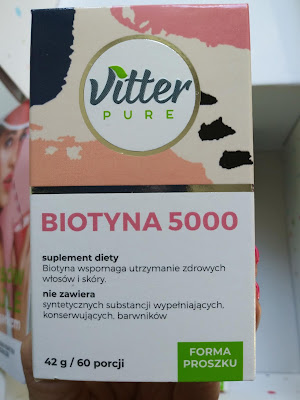 Vitter
PURE
BIOTYNA 5000
suplement diety
Biotyna wspomaga utrzymanie zdrowych
włosów i skóry.
nie zawiera
syntetycznych substancji wypełniających,
konserwujących, barwników
42 g / 60 porcji
FORMA
PROSZKU